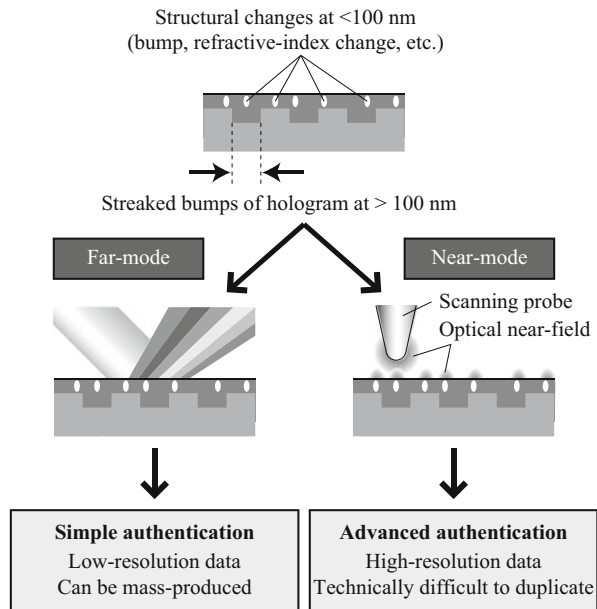 Structural changes at <100 nm
(bump, refractive-index change, etc.)
Streaked bumps of hologram at > 100 nm
Far-mode
Near-mode
Scanning probe
Optical near-field
Simple authentication
Low-resolution data
Can be mass-produced
Advanced authentication
High-resolution data
Technically difficult to duplicate